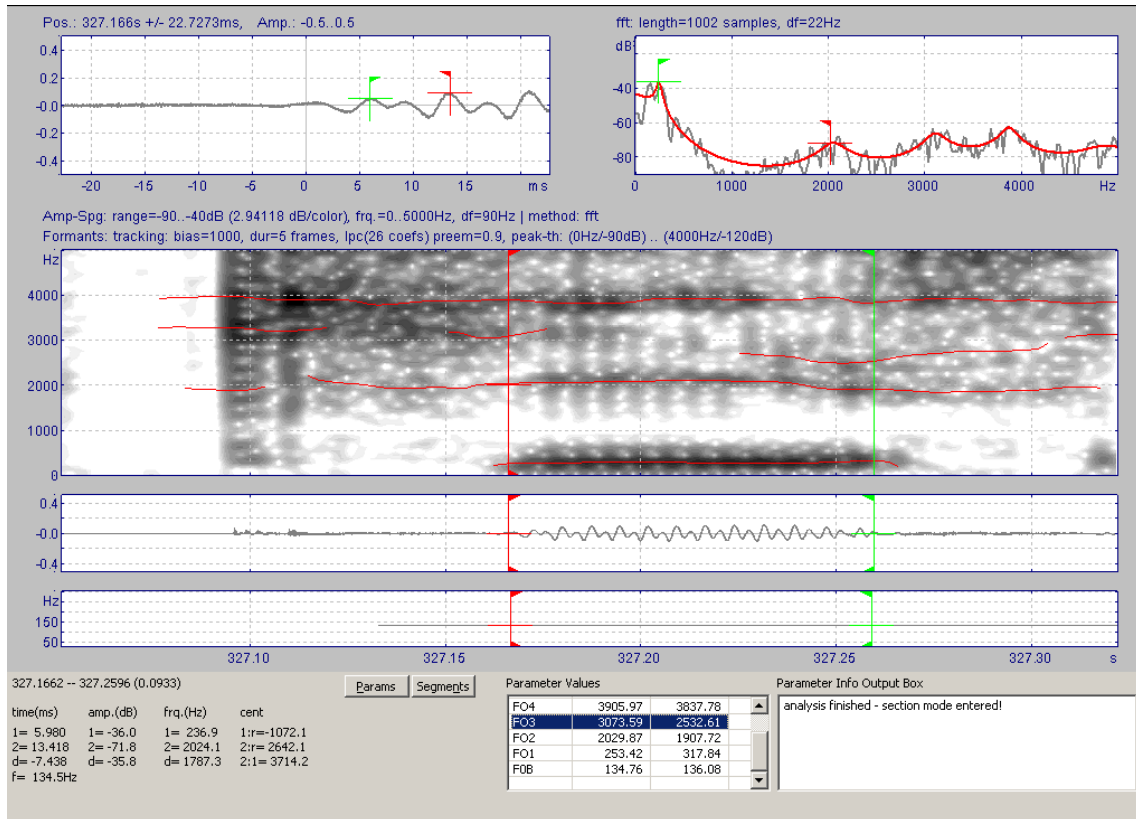 Pos.: 327.166s +/- 22.7273ms, Amp.: -0.5..0.5
0.4
0.2
-0.0
-0.2
-0.4
-20 -15 -10 -5 0 5 10 15 ms
fft: length=1002 samples, df=22Hz
dB
-40
-60
-80
0 1000 2000 3000 4000 Hz
Amp-Spg: range=-90..-40dB (2.94118 dB/color), frq.=0..5000Hz, df=90Hz | method: fft
Formants: tracking: bias=1000, dur=5 frames, lpc(26 coefs) preem=0.9, peak-th: (0Hz/-90dB) .. (4000Hz/-120dB)
Hz
4000
3000
2000
1000
0
0.4
-0.0
-0.4
Hz
150
50
327.10 327.15 327.20 327.25 327.30 s
327.1662 -- 327.2596 (0.0933)
Params Segments
time(ms) amp.(dB) frq.(Hz) cent
1= 5.980 1= -36.0 1= 236.9 1:r=-1072.1
2= 13.418 2= -71.8 2= 2024.1 2:r= 2642.1
d= -7.438 d= -35.8 d= 1787.3 2:1= 3714.2
f= 134.5Hz
Parameter Values
FO4 3905.97 3837.78
FO3 3073.59 2532.61
FO2 2029.87 1907.72
FO1 253.42 317.84
F0B 134.76 136.08
Parameter Info Output Box
analysis finished - section mode entered!